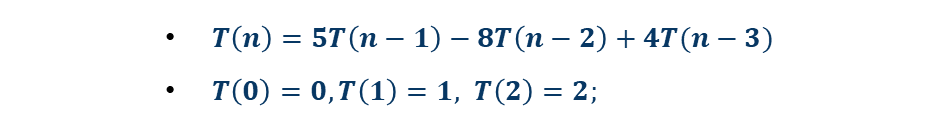 • T(n) = 5T(n − 1) − 8T(n − 2) + 4T(n − 3)
• T(0) = 0, T(1) = 1, T(2) = 2;